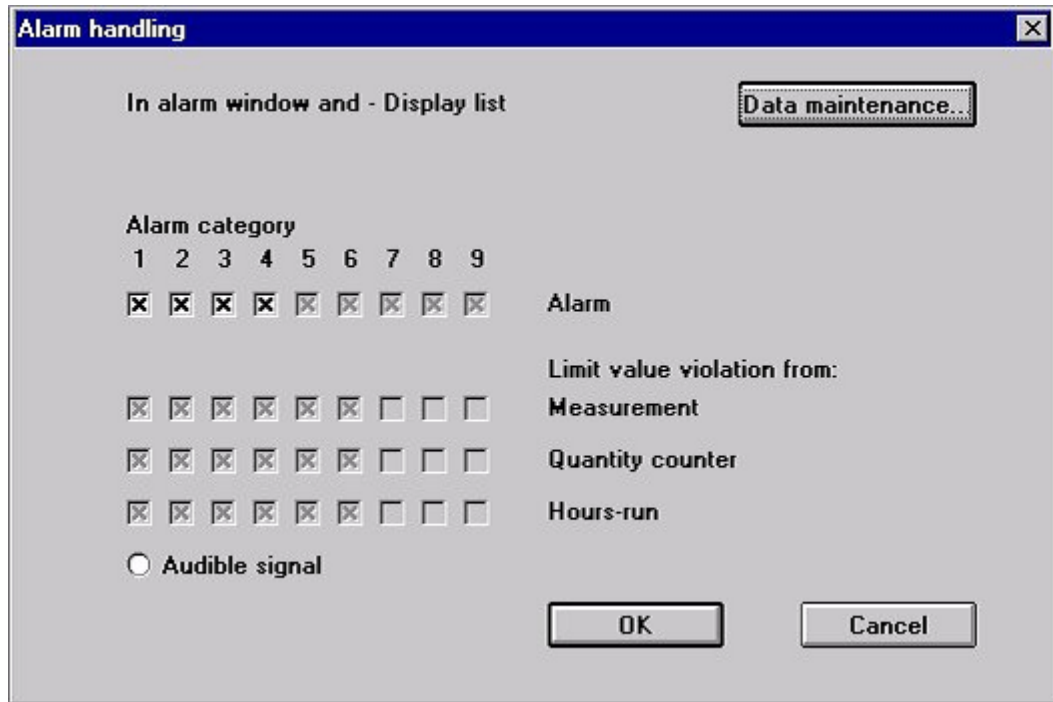 Alarm handling
In alarm window and - Display list
Data maintenance...
Alarm category
1 2 3 4 5 6 7 8 9
Alarm
Limit value violation from:
Measurement
Quantity counter
Hours-run
Audible signal
OK
Cancel